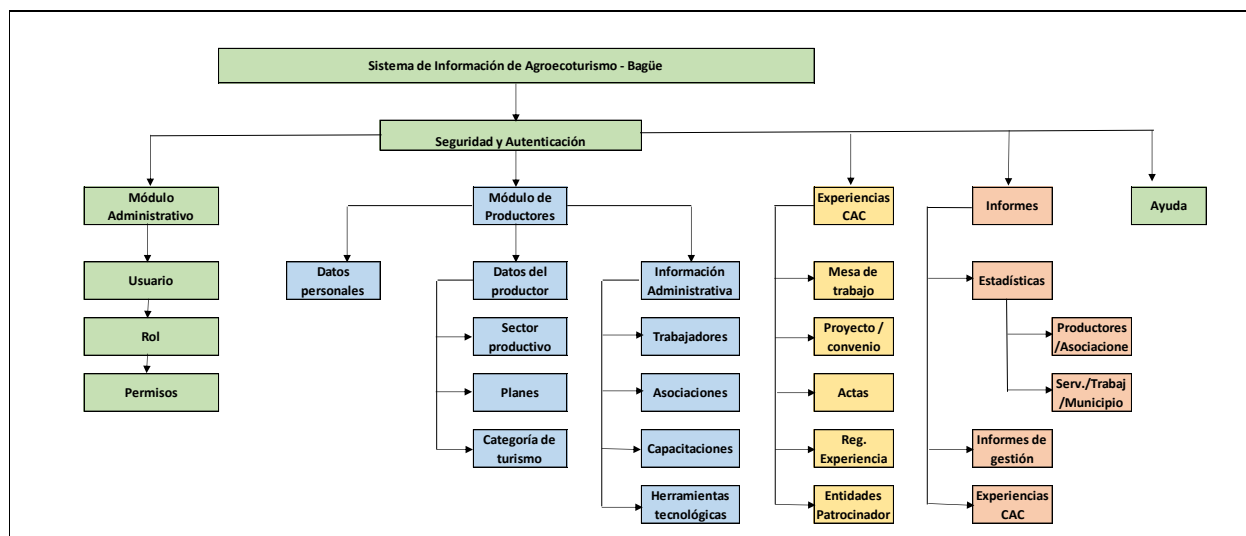 Sistema de Información de Agroecoturismo - Bagüe
Seguridad y Autenticación
Módulo
Administrativo
Usuario
Rol
Permisos
Módulo de
Productores
Datos
personales
Datos del
productor
Sector
productivo
Planes
Categoría de
turismo
Información
Administrativa
Trabajadores
Asociaciones
Capacitaciones
Herramientas
tecnológicas
Experiencias
CAC
Mesa de
trabajo
Proyecto /
convenio
Actas
Reg.
Experiencia
Entidades
Patrocinador
Informes
Estadísticas
Productores
/Asociacione
Serv./Trabaj
/Municipio
Informes de
gestión
Experiencias
CAC
Ayuda